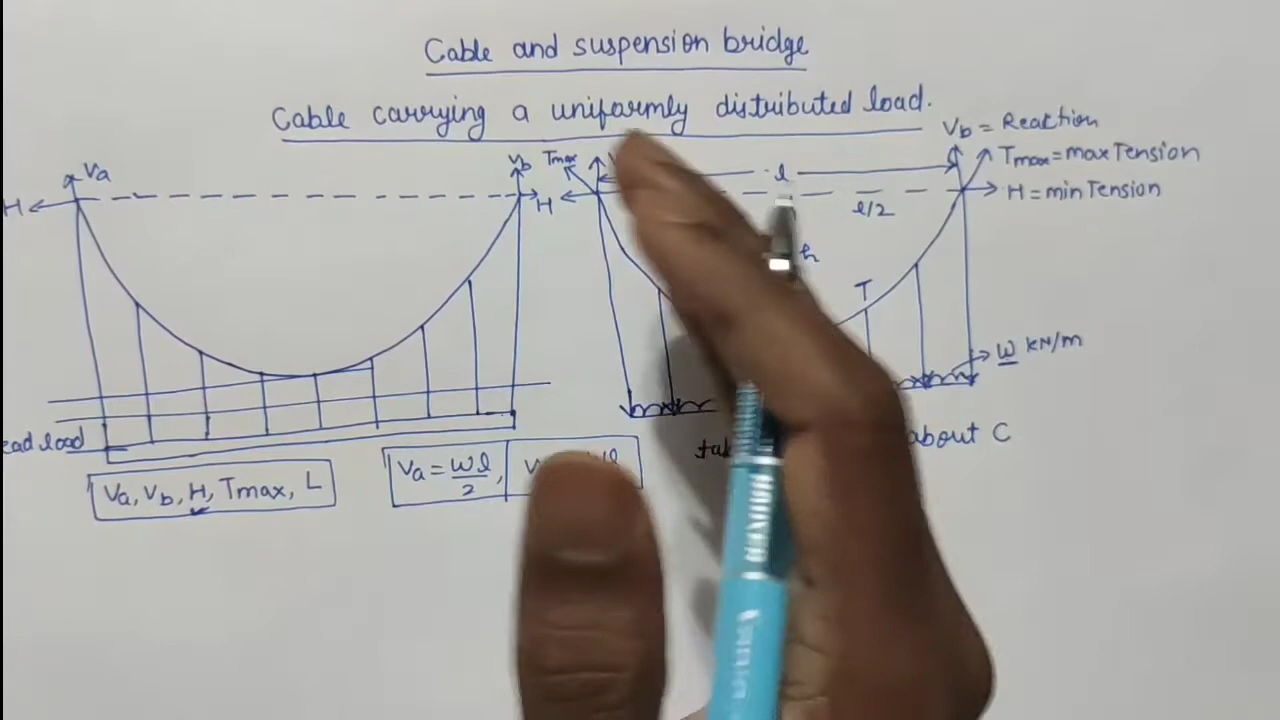 Cable and suspension bridge
Cable carrying a uniformly distributed load.
Va
Vb
Tmax
l
Vb = Reaction
Tmax = max Tension
H
H
l/2
H = min Tension
h
T
w kN/m
ead load
about C
Va, Vb, H, Tmax, L
Va = wl/2,